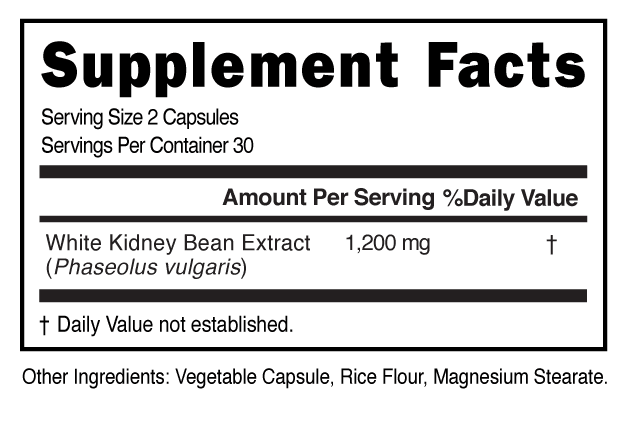 Supplement Facts
Serving Size 2 Capsules
Servings Per Container 30
Amount Per Serving %Daily Value
White Kidney Bean Extract 1,200 mg †
(Phaseolus vulgaris)
† Daily Value not established.
Other Ingredients: Vegetable Capsule, Rice Flour, Magnesium Stearate.